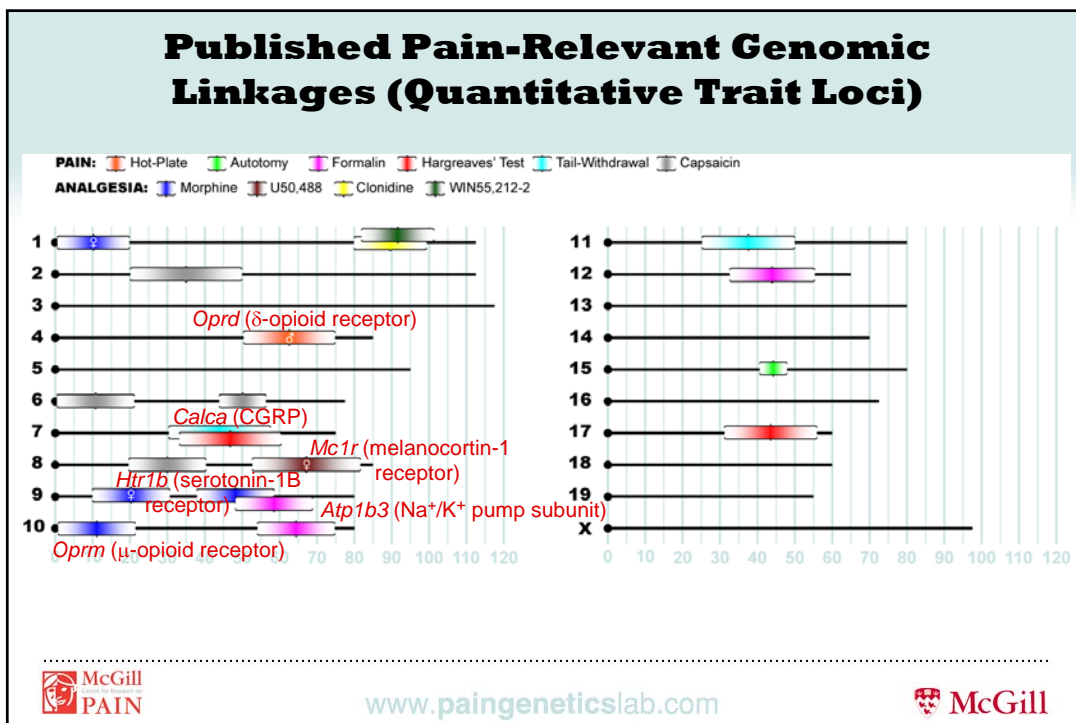 Published Pain-Relevant Genomic
Linkages (Quantitative Trait Loci)
PAIN: Hot-Plate Autotomy Formalin Hargreaves' Test Tail-Withdrawal Capsaicin
ANALGESIA: Morphine U50,488 Clonidine WIN55,212-2
1 ♀
2
3
Oprd (δ-opioid receptor)
4 ♂
5
6
Calca (CGRP)
7
Mc1r (melanocortin-1
receptor)
8 ♀
Htr1b (serotonin-1B
receptor)
9 ♀
Atp1b3 (Na⁺/K⁺ pump subunit)
10
Oprm (μ-opioid receptor)
0 10 20 30 40 50 60 70 80 90 100 110 120
11
12
13
14
15
16
17
18
19
X
0 10 20 30 40 50 60 70 80 90 100 110 120
McGill
Centre for Research on
PAIN
www.paingeneticslab.com
McGill